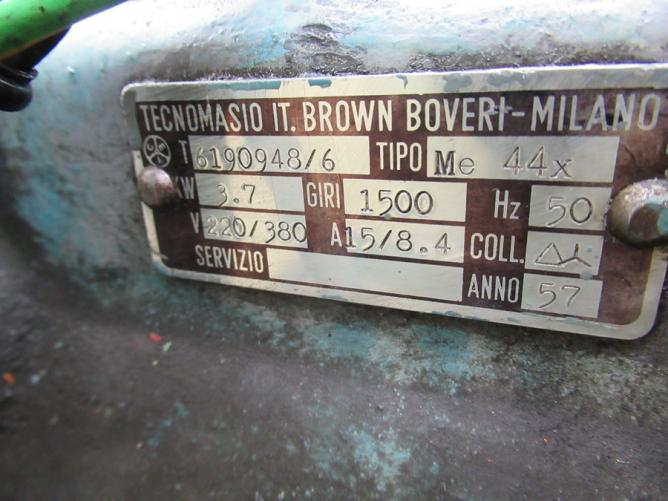 TECNOMASIO IT. BROWN BOVERI-MILANO
T 6190948/6 TIPO Me 44x
KW 3.7 GIRI 1500 Hz 50
V 220/380 A 15/8.4 COLL. △⅄
SERVIZIO ANNO 57